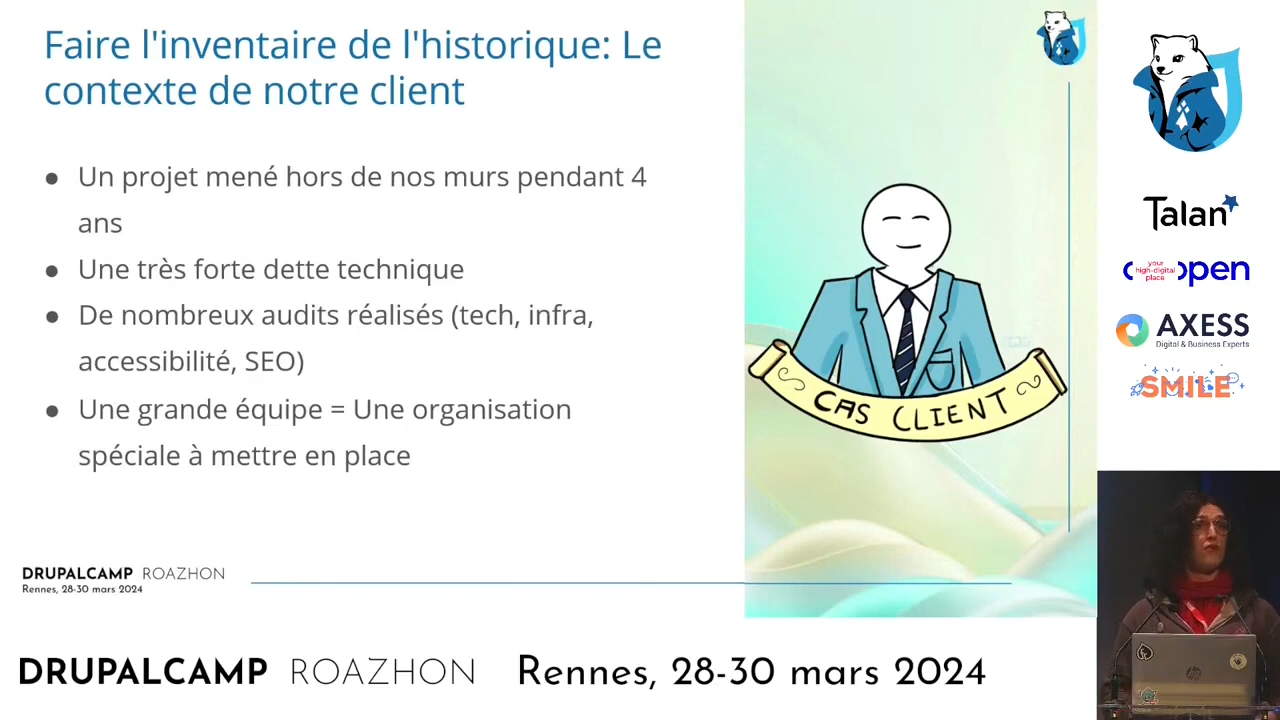 Faire l'inventaire de l'historique: Le
contexte de notre client
● Un projet mené hors de nos murs pendant 4
ans
● Une très forte dette technique
● De nombreux audits réalisés (tech, infra,
accessibilité, SEO)
● Une grande équipe = Une organisation
spéciale à mettre en place
CAS CLIENT
DRUPALCAMP ROAZHON
Rennes, 28-30 mars 2024
Talan
your
high-digital
place
open
AXESS
Digital & Business Experts
SMILE
hp
DRUPALCAMP ROAZHON Rennes, 28-30 mars 2024